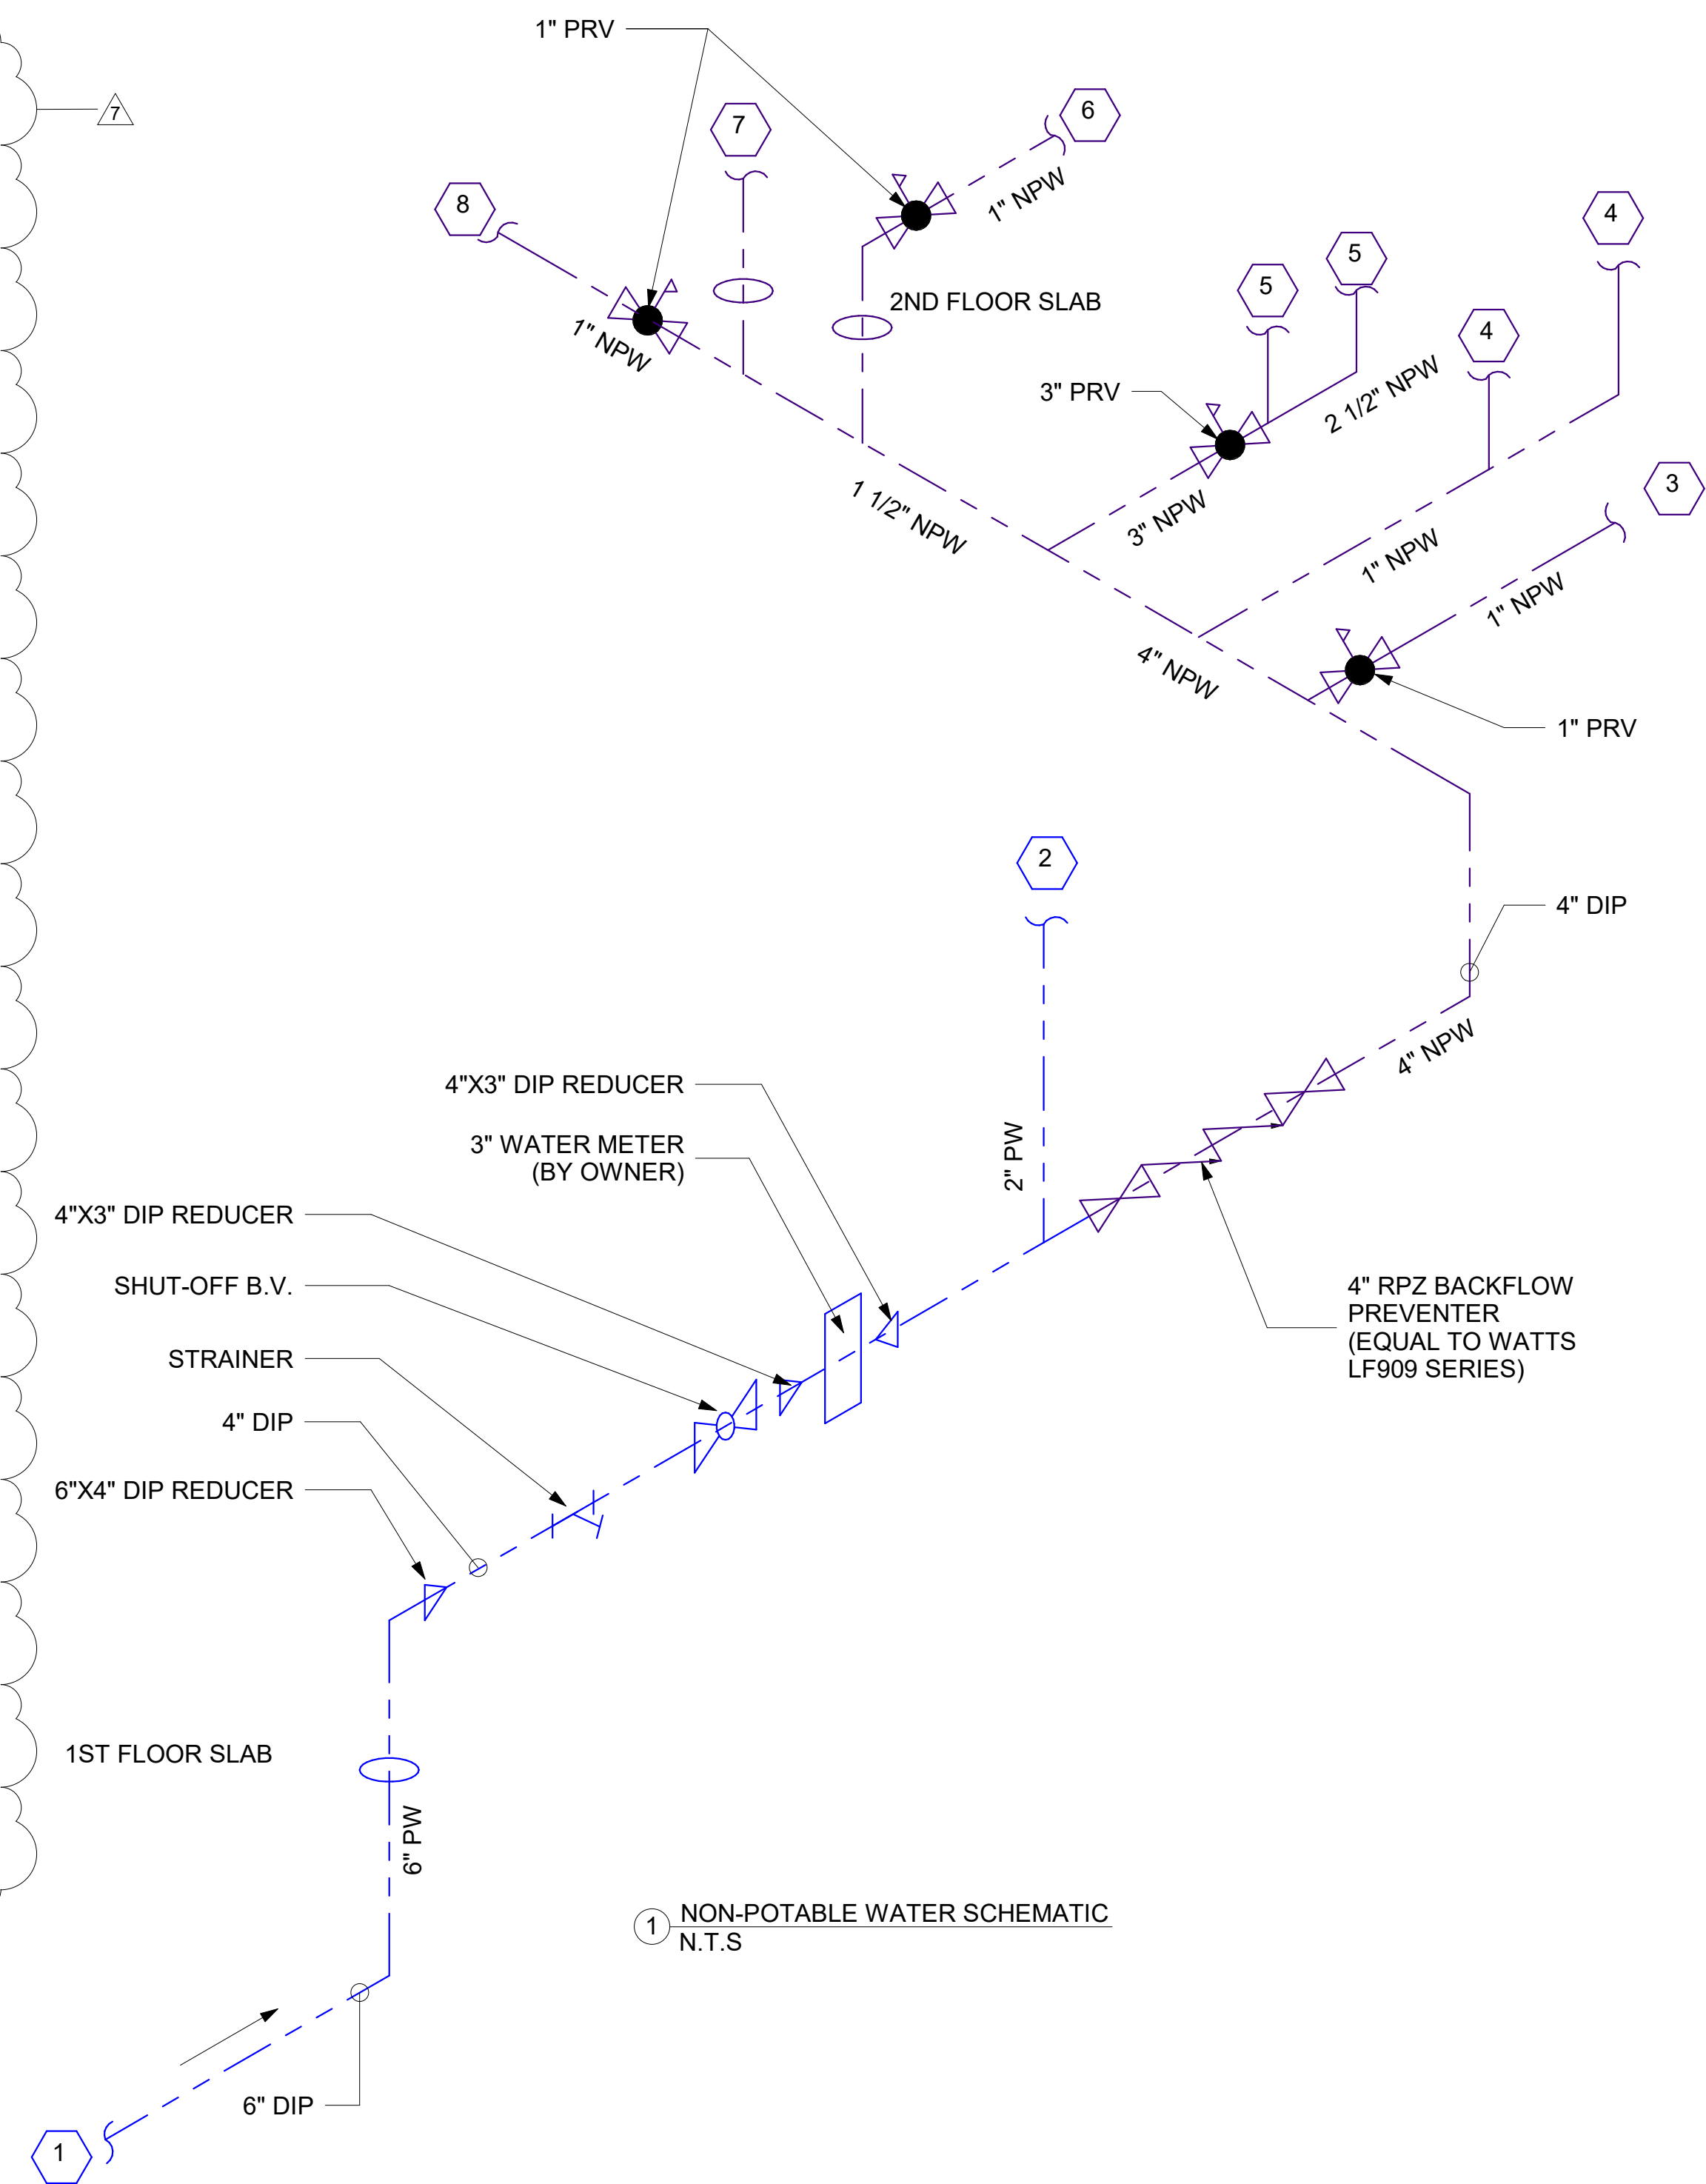 1" PRV
7
6
7
8
1" NPW
4
5
5
2ND FLOOR SLAB
4
1" NPW
3" PRV
2 1/2" NPW
3
1 1/2" NPW
3" NPW
1" NPW
1" NPW
4" NPW
1" PRV
2
4" DIP
4" NPW
4"X3" DIP REDUCER
3" WATER METER
(BY OWNER)
2" PW
4"X3" DIP REDUCER
SHUT-OFF B.V.
4" RPZ BACKFLOW
PREVENTER
(EQUAL TO WATTS
LF909 SERIES)
STRAINER
4" DIP
6"X4" DIP REDUCER
1ST FLOOR SLAB
6" PW
1
NON-POTABLE WATER SCHEMATIC
N.T.S
6" DIP
1